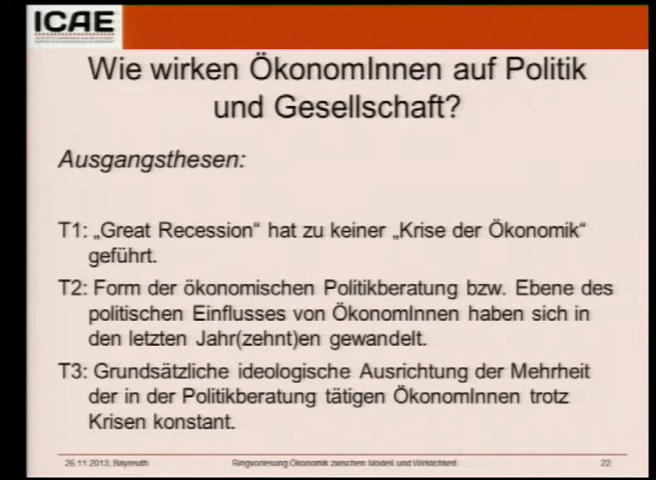 ICAE
Wie wirken ÖkonomInnen auf Politik
und Gesellschaft?
Ausgangsthesen:
T1: „Great Recession“ hat zu keiner „Krise der Ökonomik“
geführt.
T2: Form der ökonomischen Politikberatung bzw. Ebene des
politischen Einflusses von ÖkonomInnen haben sich in
den letzten Jahr(zehnt)en gewandelt.
T3: Grundsätzliche ideologische Ausrichtung der Mehrheit
der in der Politikberatung tätigen ÖkonomInnen trotz
Krisen konstant.
26.11.2013, Bayreuth Ringvorlesung Ökonomik zwischen Modell und Wirklichkeit 22